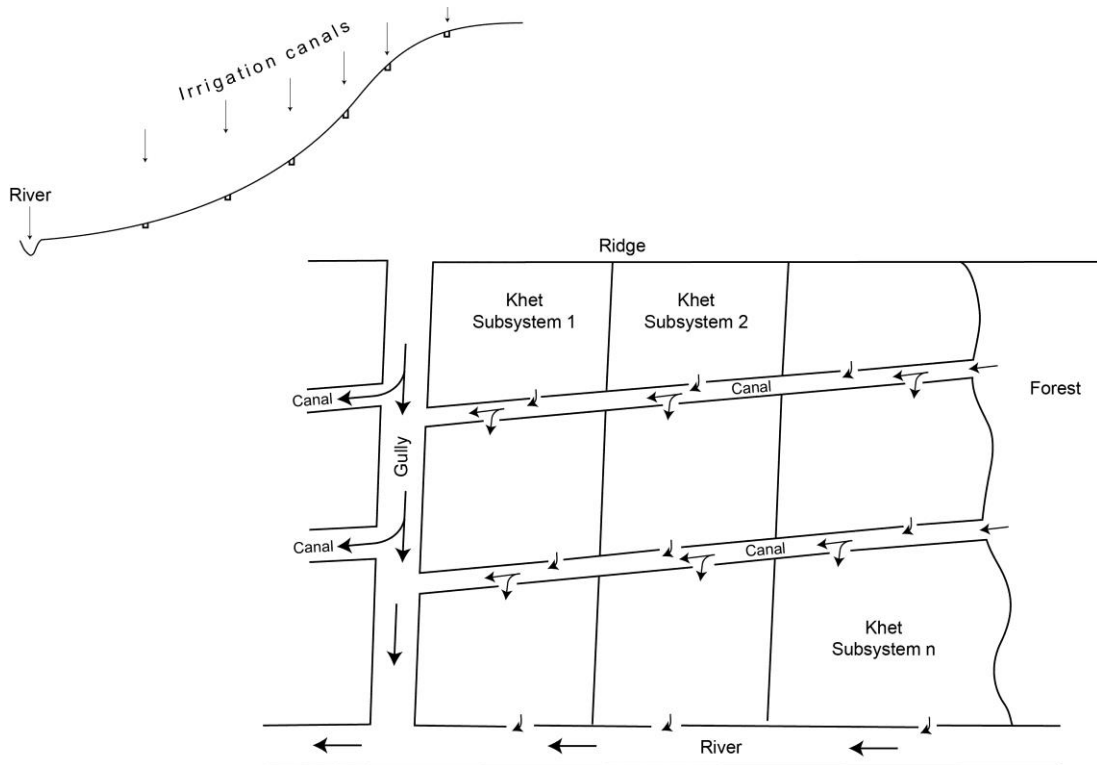 Irrigation canals
River
Ridge
Khet
Subsystem 1
Khet
Subsystem 2
Canal
Canal
Forest
Gully
Canal
Canal
Khet
Subsystem n
River